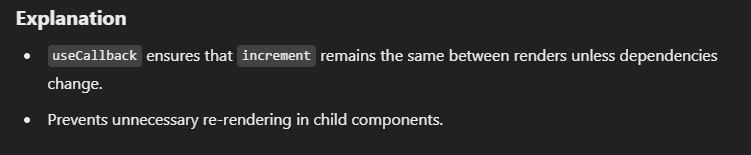 Explanation
• useCallback ensures that increment remains the same between renders unless dependencies
change.
• Prevents unnecessary re-rendering in child components.